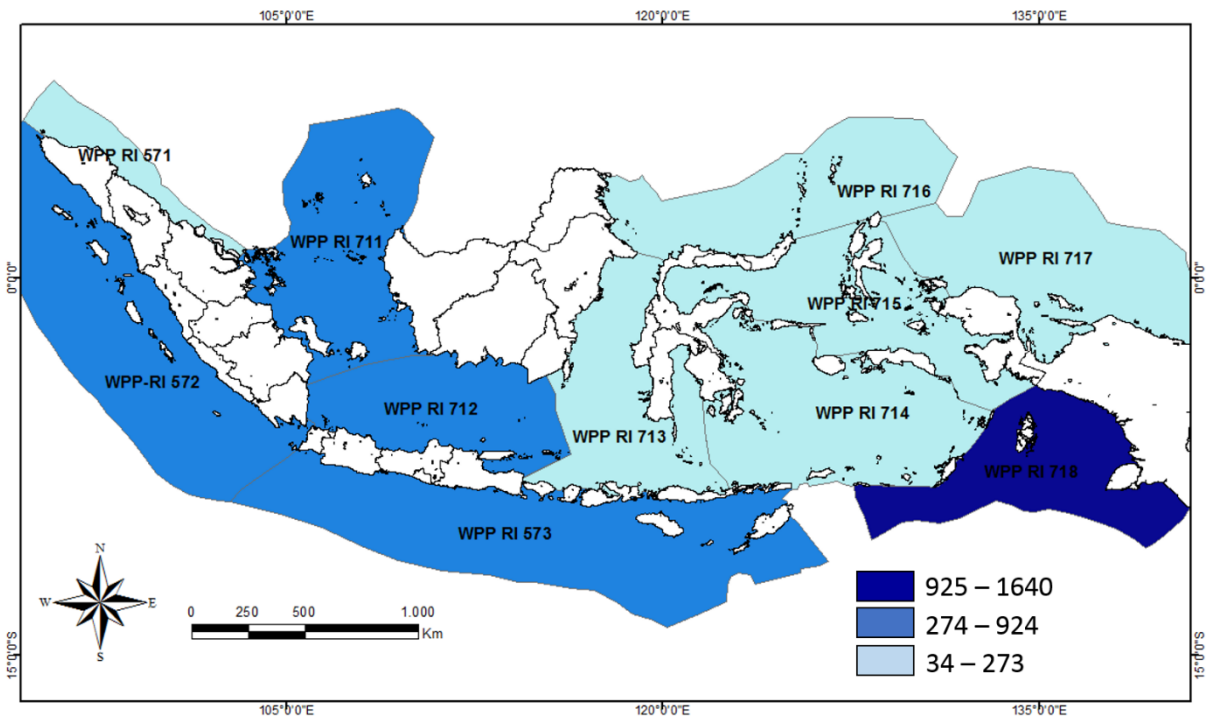 105°0'0"E 120°0'0"E 135°0'0"E
WPP RI 571
WPP RI 716
WPP RI 711
WPP RI 717
0°0'0" 0°0'0"
WPP RI 715
WPP-RI 572
WPP RI 712
WPP RI 714
WPP RI 713
WPP RI 718
WPP RI 573
N
W E
S
0 250 500 1.000
Km
925 – 1640
274 – 924
34 – 273
15°0'0"S 15°0'0"S
105°0'0"E 120°0'0"E 135°0'0"E